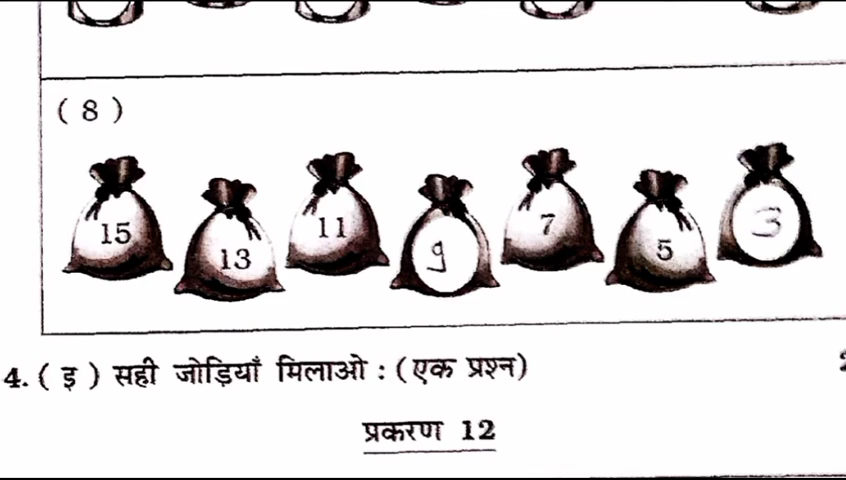 ( 8 )
15 13 11 9 7 5 3
4. ( इ ) सही जोड़ियाँ मिलाओ : (एक प्रश्न)
प्रकरण 12